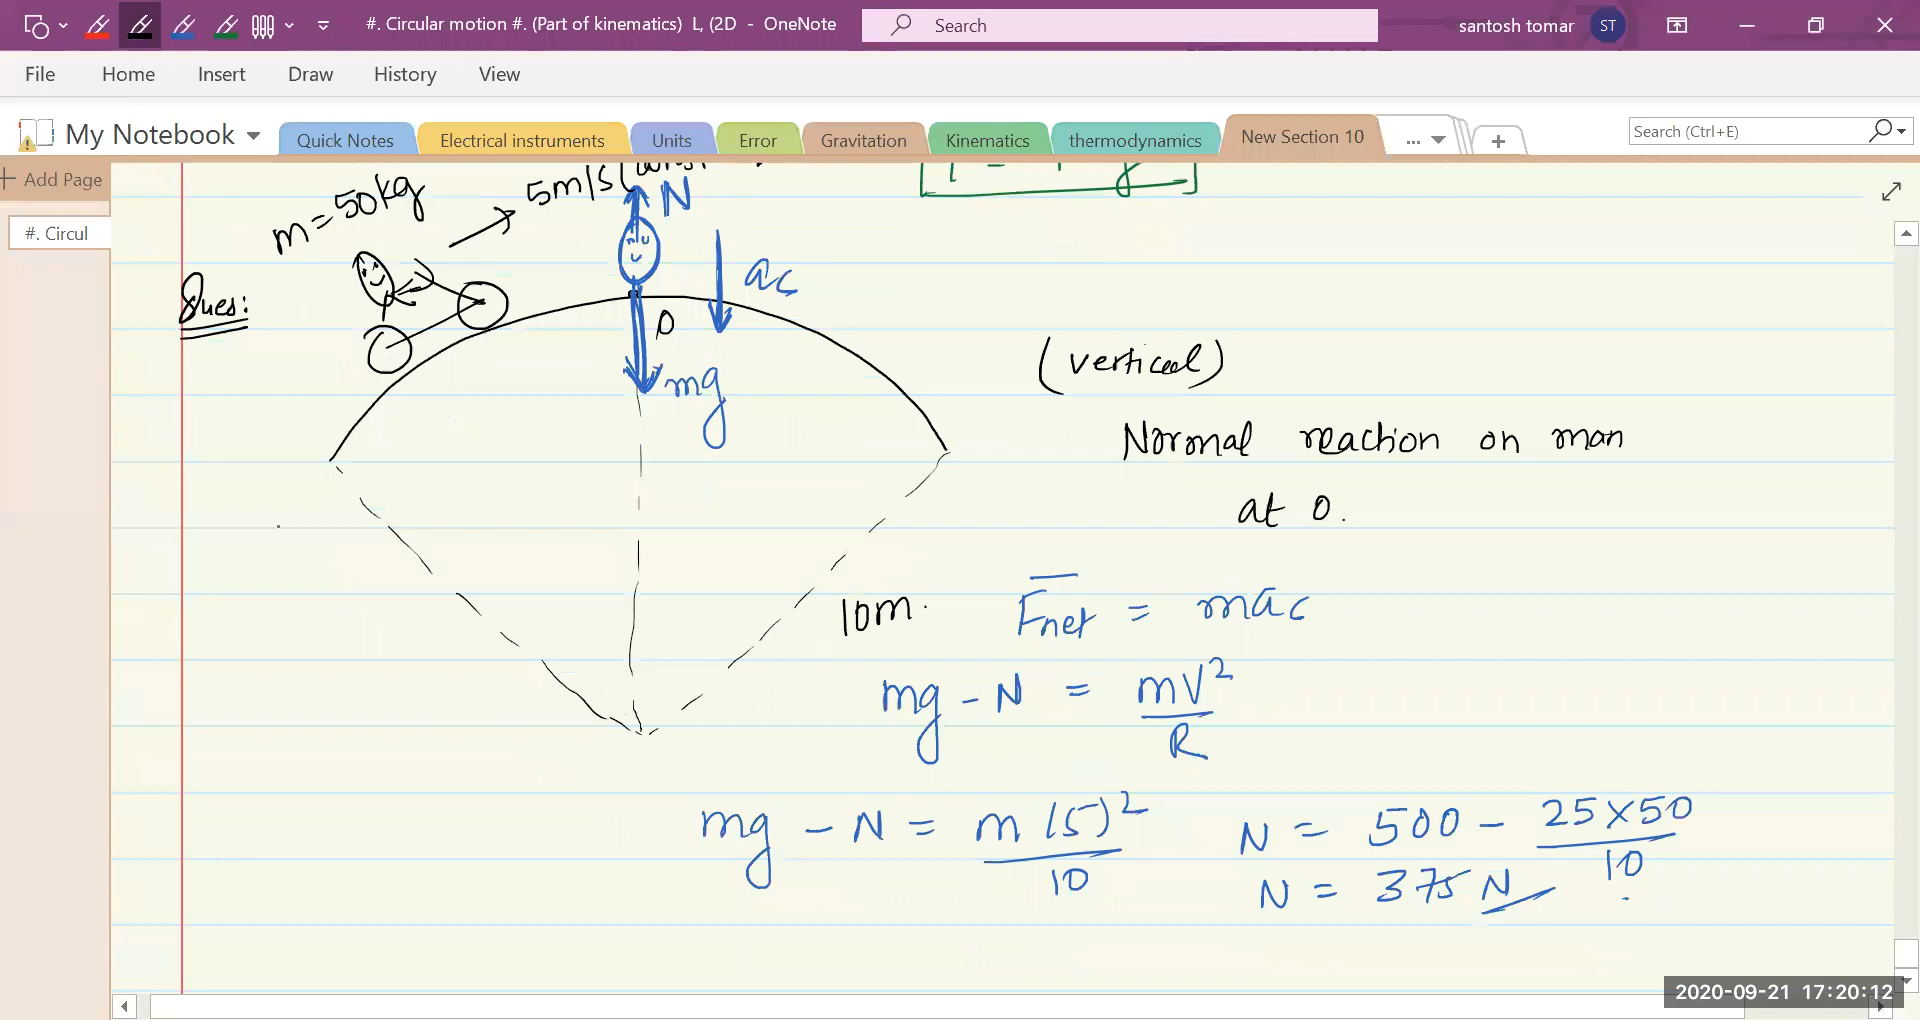 #. Circular motion #. (Part of kinematics) L, (2D - OneNote
Search
santosh tomar
ST
File Home Insert Draw History View
My Notebook
Quick Notes
Electrical instruments
Units
Error
Gravitation
Kinematics
thermodynamics
New Section 10
...
+
Search (Ctrl+E)
+ Add Page
#. Circul
m = 50kg
5m/s
N
Ques:
ac
O
mg
(vertical)
Normal reaction on man
at O.
10m.
Fnet = mac
mg - N = mV²/R
mg - N = m(5)²/10
N = 500 - 25×50/10
N = 375 N
2020-09-21 17:20:12